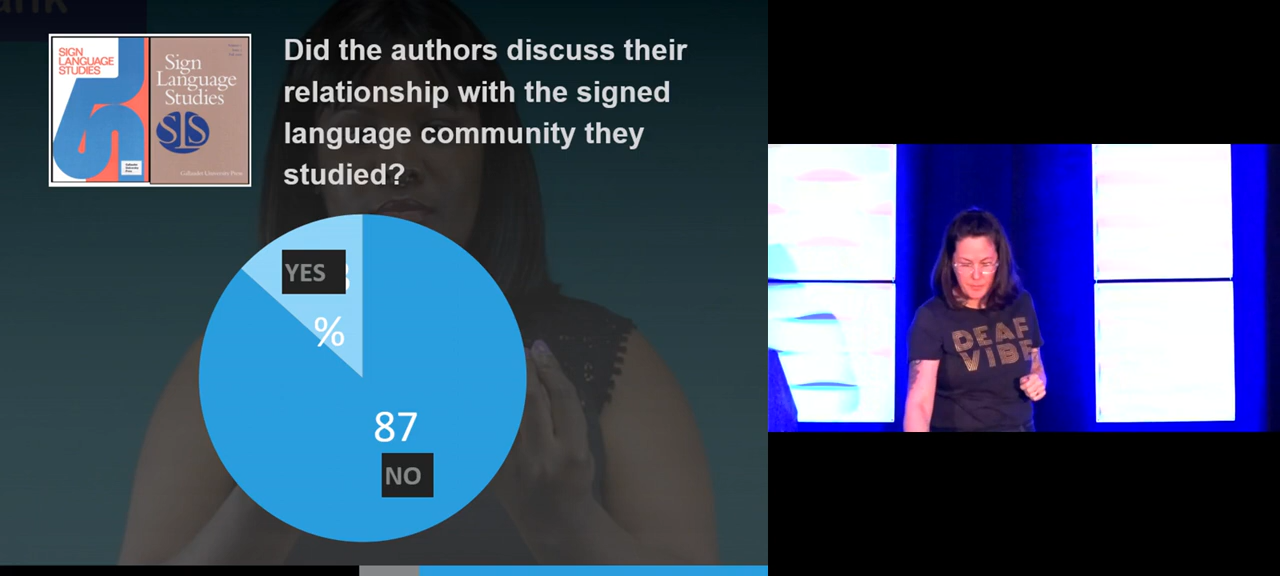 SIGN
LANGUAGE
STUDIES
Sign
Language
Studies
SLS
Gallaudet University Press
Did the authors discuss their
relationship with the signed
language community they
studied?
YES
%
87
NO
DEAF
VIBE